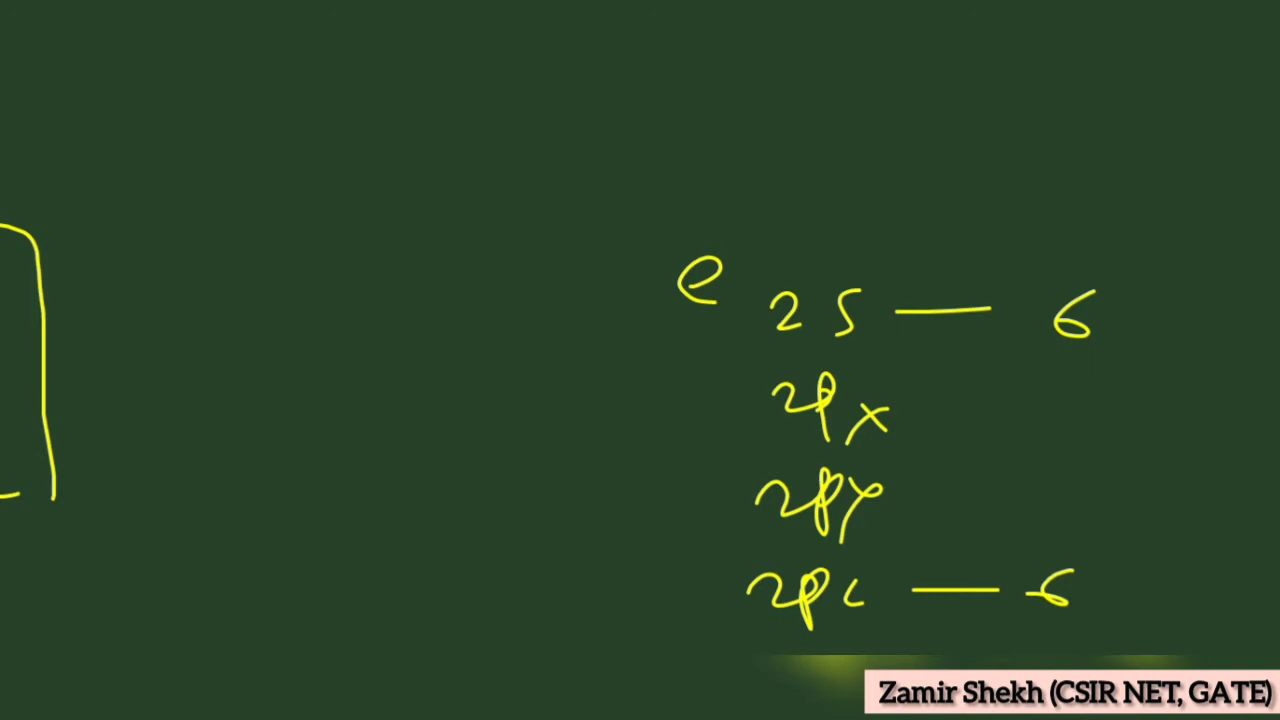 e 2s — 6
2px
2py
2pz — 6
Zamir Shekh (CSIR NET, GATE)